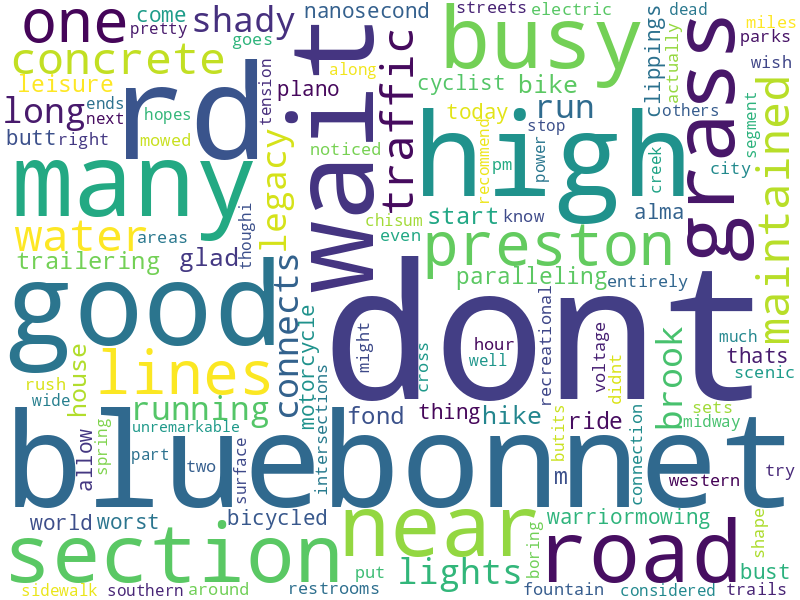 one
come
pretty
shady
goes
nanosecond
streets
electric
dead
miles
parks
wish
concrete
leisure
rd
tension
plano
wait
traffic
busy
cyclist
bike
clippings
actually
others
grass
maintained
long
ends
next
hopes
butt
right
mowed
along
today
run
stop
segment
city
many
legacy
noticed
high
recommend
pm
power
creek
water
areas
thoughi
chisum
even
start
know
alma
trailering
glad
preston
paralleling
entirely
good
connects
dont
might
cross
hour
well
recreational
voltage
didnt
brook
much
thats
scenic
lines
house
motorcycle
rush
wide
running
unremarkable
fond
thing
hike
ride
sets
midway
allow
spring
part
two
surface
intersections
bluebonnet
butits
m
connection
western
try
world
worst
bicycled
near
warriormowing
section
lights
boring
road
shape
bust
put
sidewalk
southern
around
restrooms
fountain
considered
trails